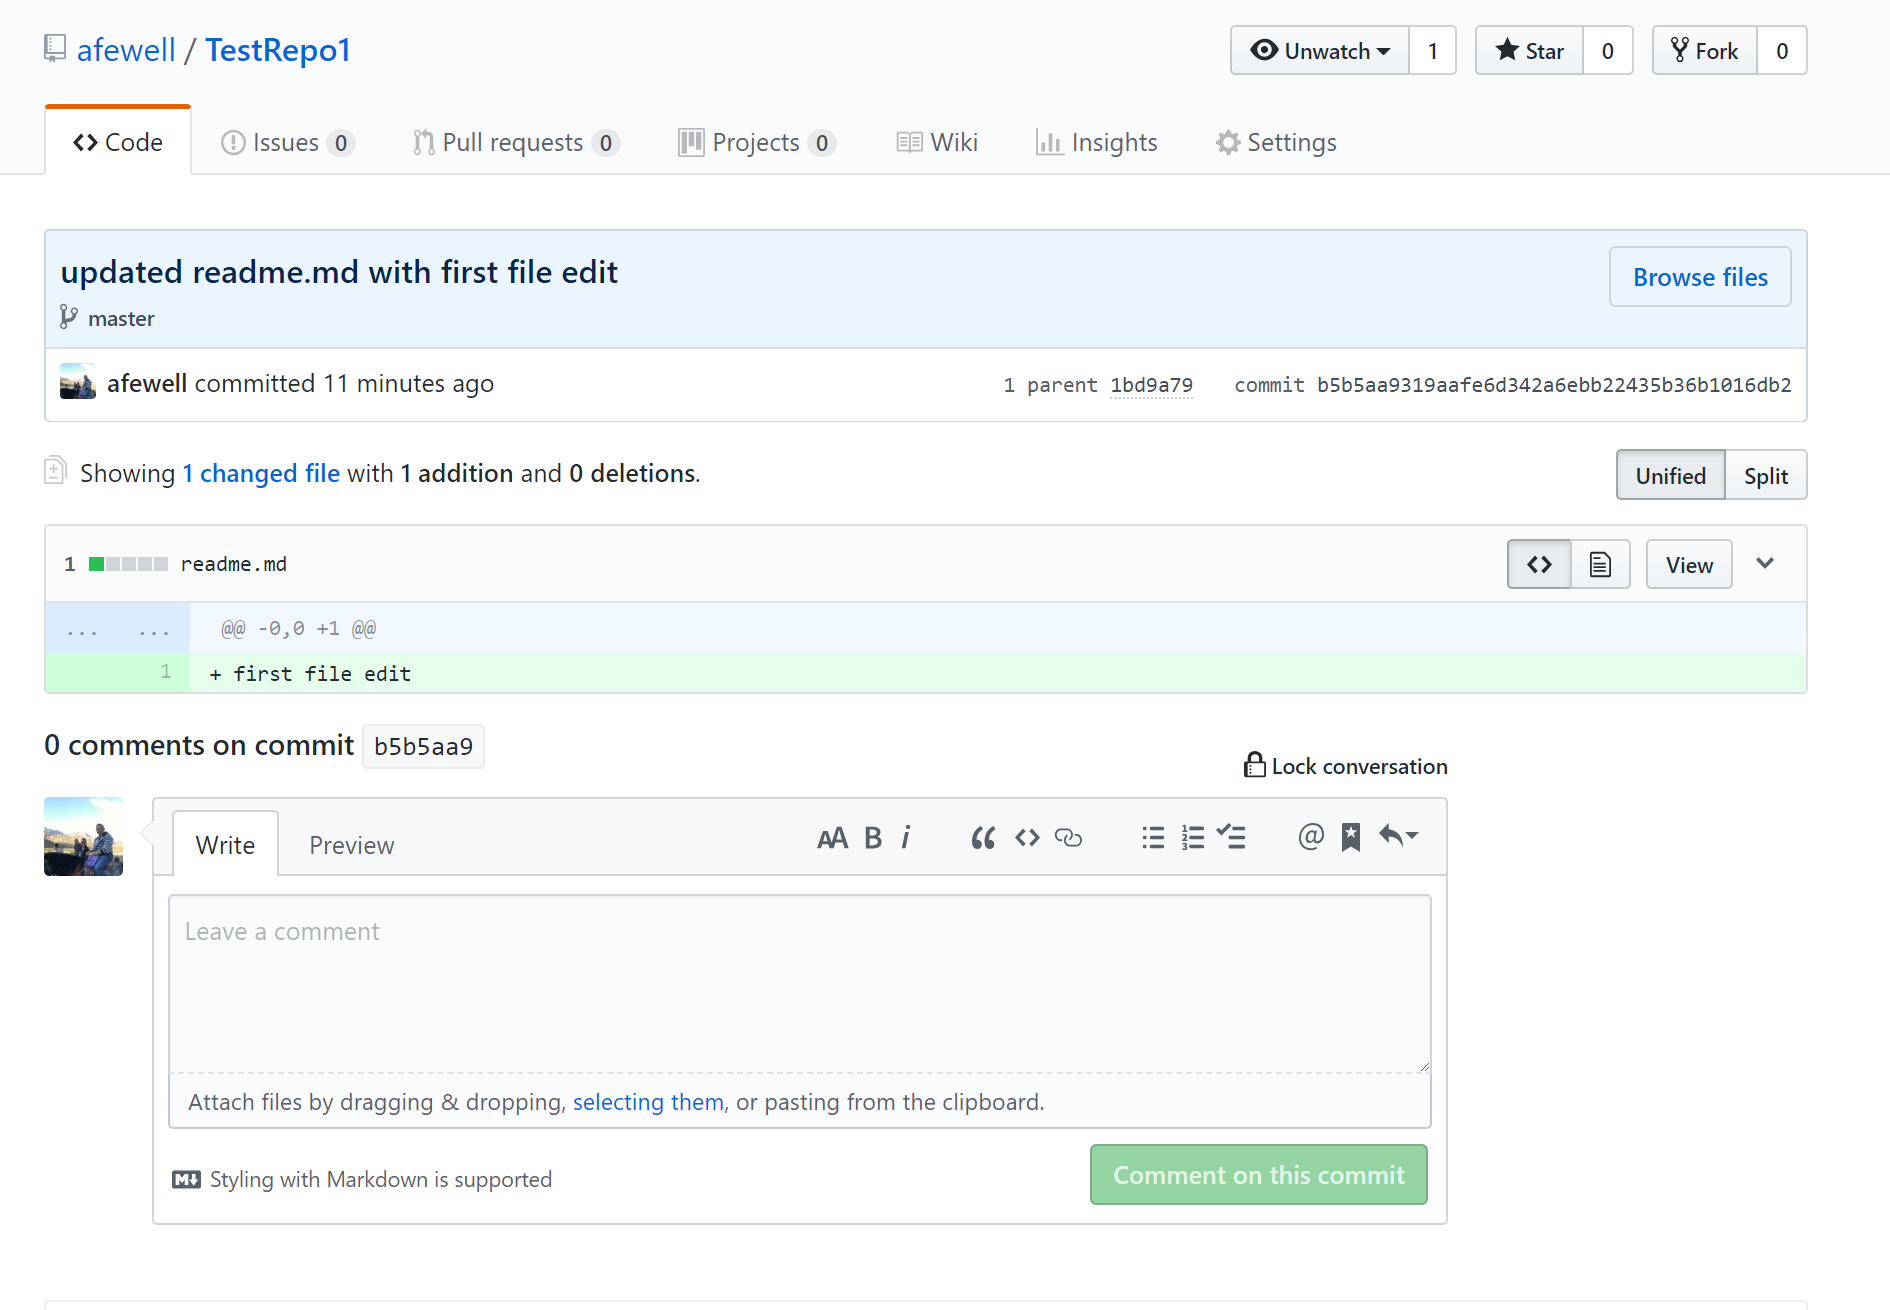 afewell / TestRepo1
Unwatch 1 Star 0 Fork 0
Code Issues 0 Pull requests 0 Projects 0 Wiki Insights Settings
updated readme.md with first file edit
Browse files
master
afewell committed 11 minutes ago 1 parent 1bd9a79 commit b5b5aa9319aafe6d342a6ebb22435b36b1016db2
Showing 1 changed file with 1 addition and 0 deletions.
Unified Split
1 readme.md View
... ... @@ -0,0 +1 @@
1 + first file edit
0 comments on commit b5b5aa9
Lock conversation
Write Preview
Leave a comment
Attach files by dragging & dropping, selecting them, or pasting from the clipboard.
Styling with Markdown is supported
Comment on this commit